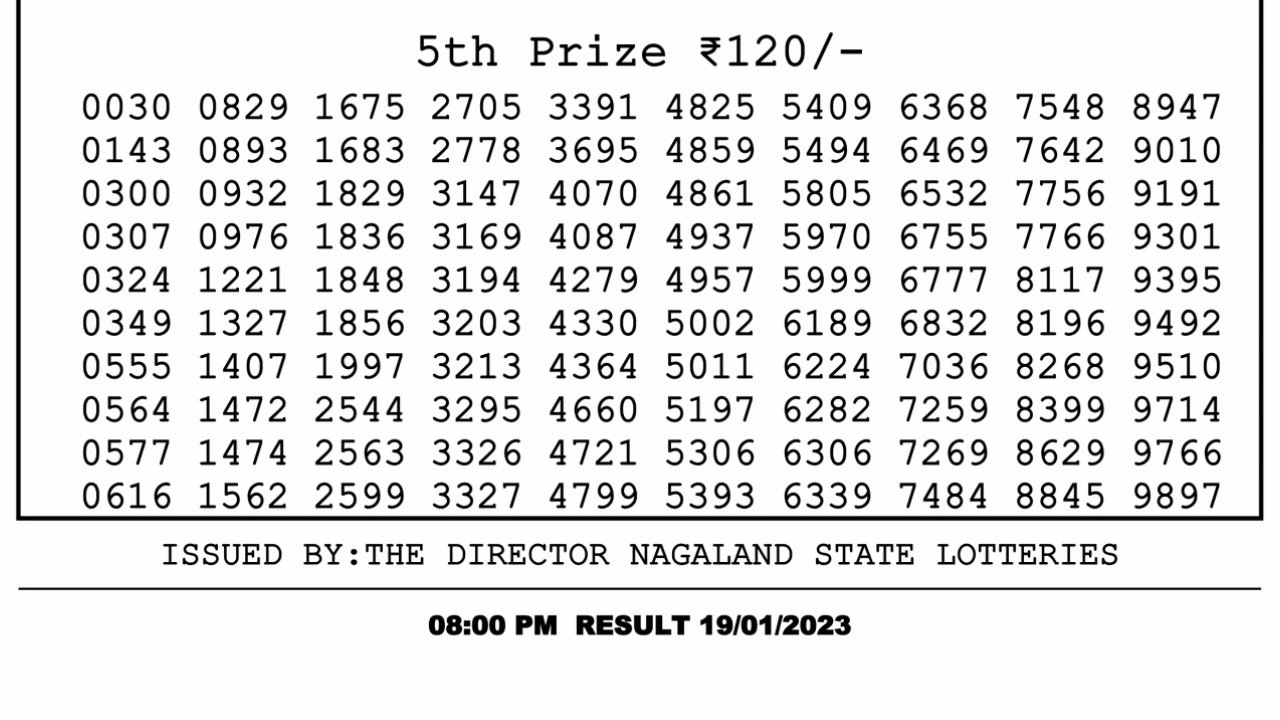 5th Prize ₹120/-
0030 0829 1675 2705 3391 4825 5409 6368 7548 8947
0143 0893 1683 2778 3695 4859 5494 6469 7642 9010
0300 0932 1829 3147 4070 4861 5805 6532 7756 9191
0307 0976 1836 3169 4087 4937 5970 6755 7766 9301
0324 1221 1848 3194 4279 4957 5999 6777 8117 9395
0349 1327 1856 3203 4330 5002 6189 6832 8196 9492
0555 1407 1997 3213 4364 5011 6224 7036 8268 9510
0564 1472 2544 3295 4660 5197 6282 7259 8399 9714
0577 1474 2563 3326 4721 5306 6306 7269 8629 9766
0616 1562 2599 3327 4799 5393 6339 7484 8845 9897
ISSUED BY:THE DIRECTOR NAGALAND STATE LOTTERIES
08:00 PM RESULT 19/01/2023